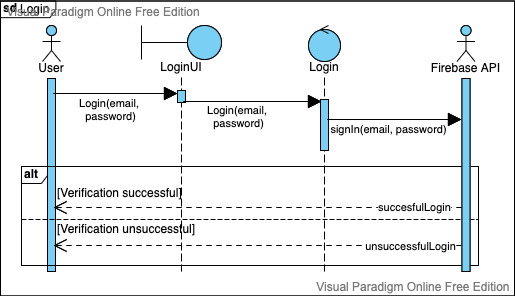 sd Login
Visual Paradigm Online Free Edition
User
LoginUI
Login
Firebase API
Login(email,
password)
Login(email,
password)
signIn(email, password)
alt
[Verification successful]
succesfulLogin
[Verification unsuccessful]
unsuccessfulLogin
Visual Paradigm Online Free Edition